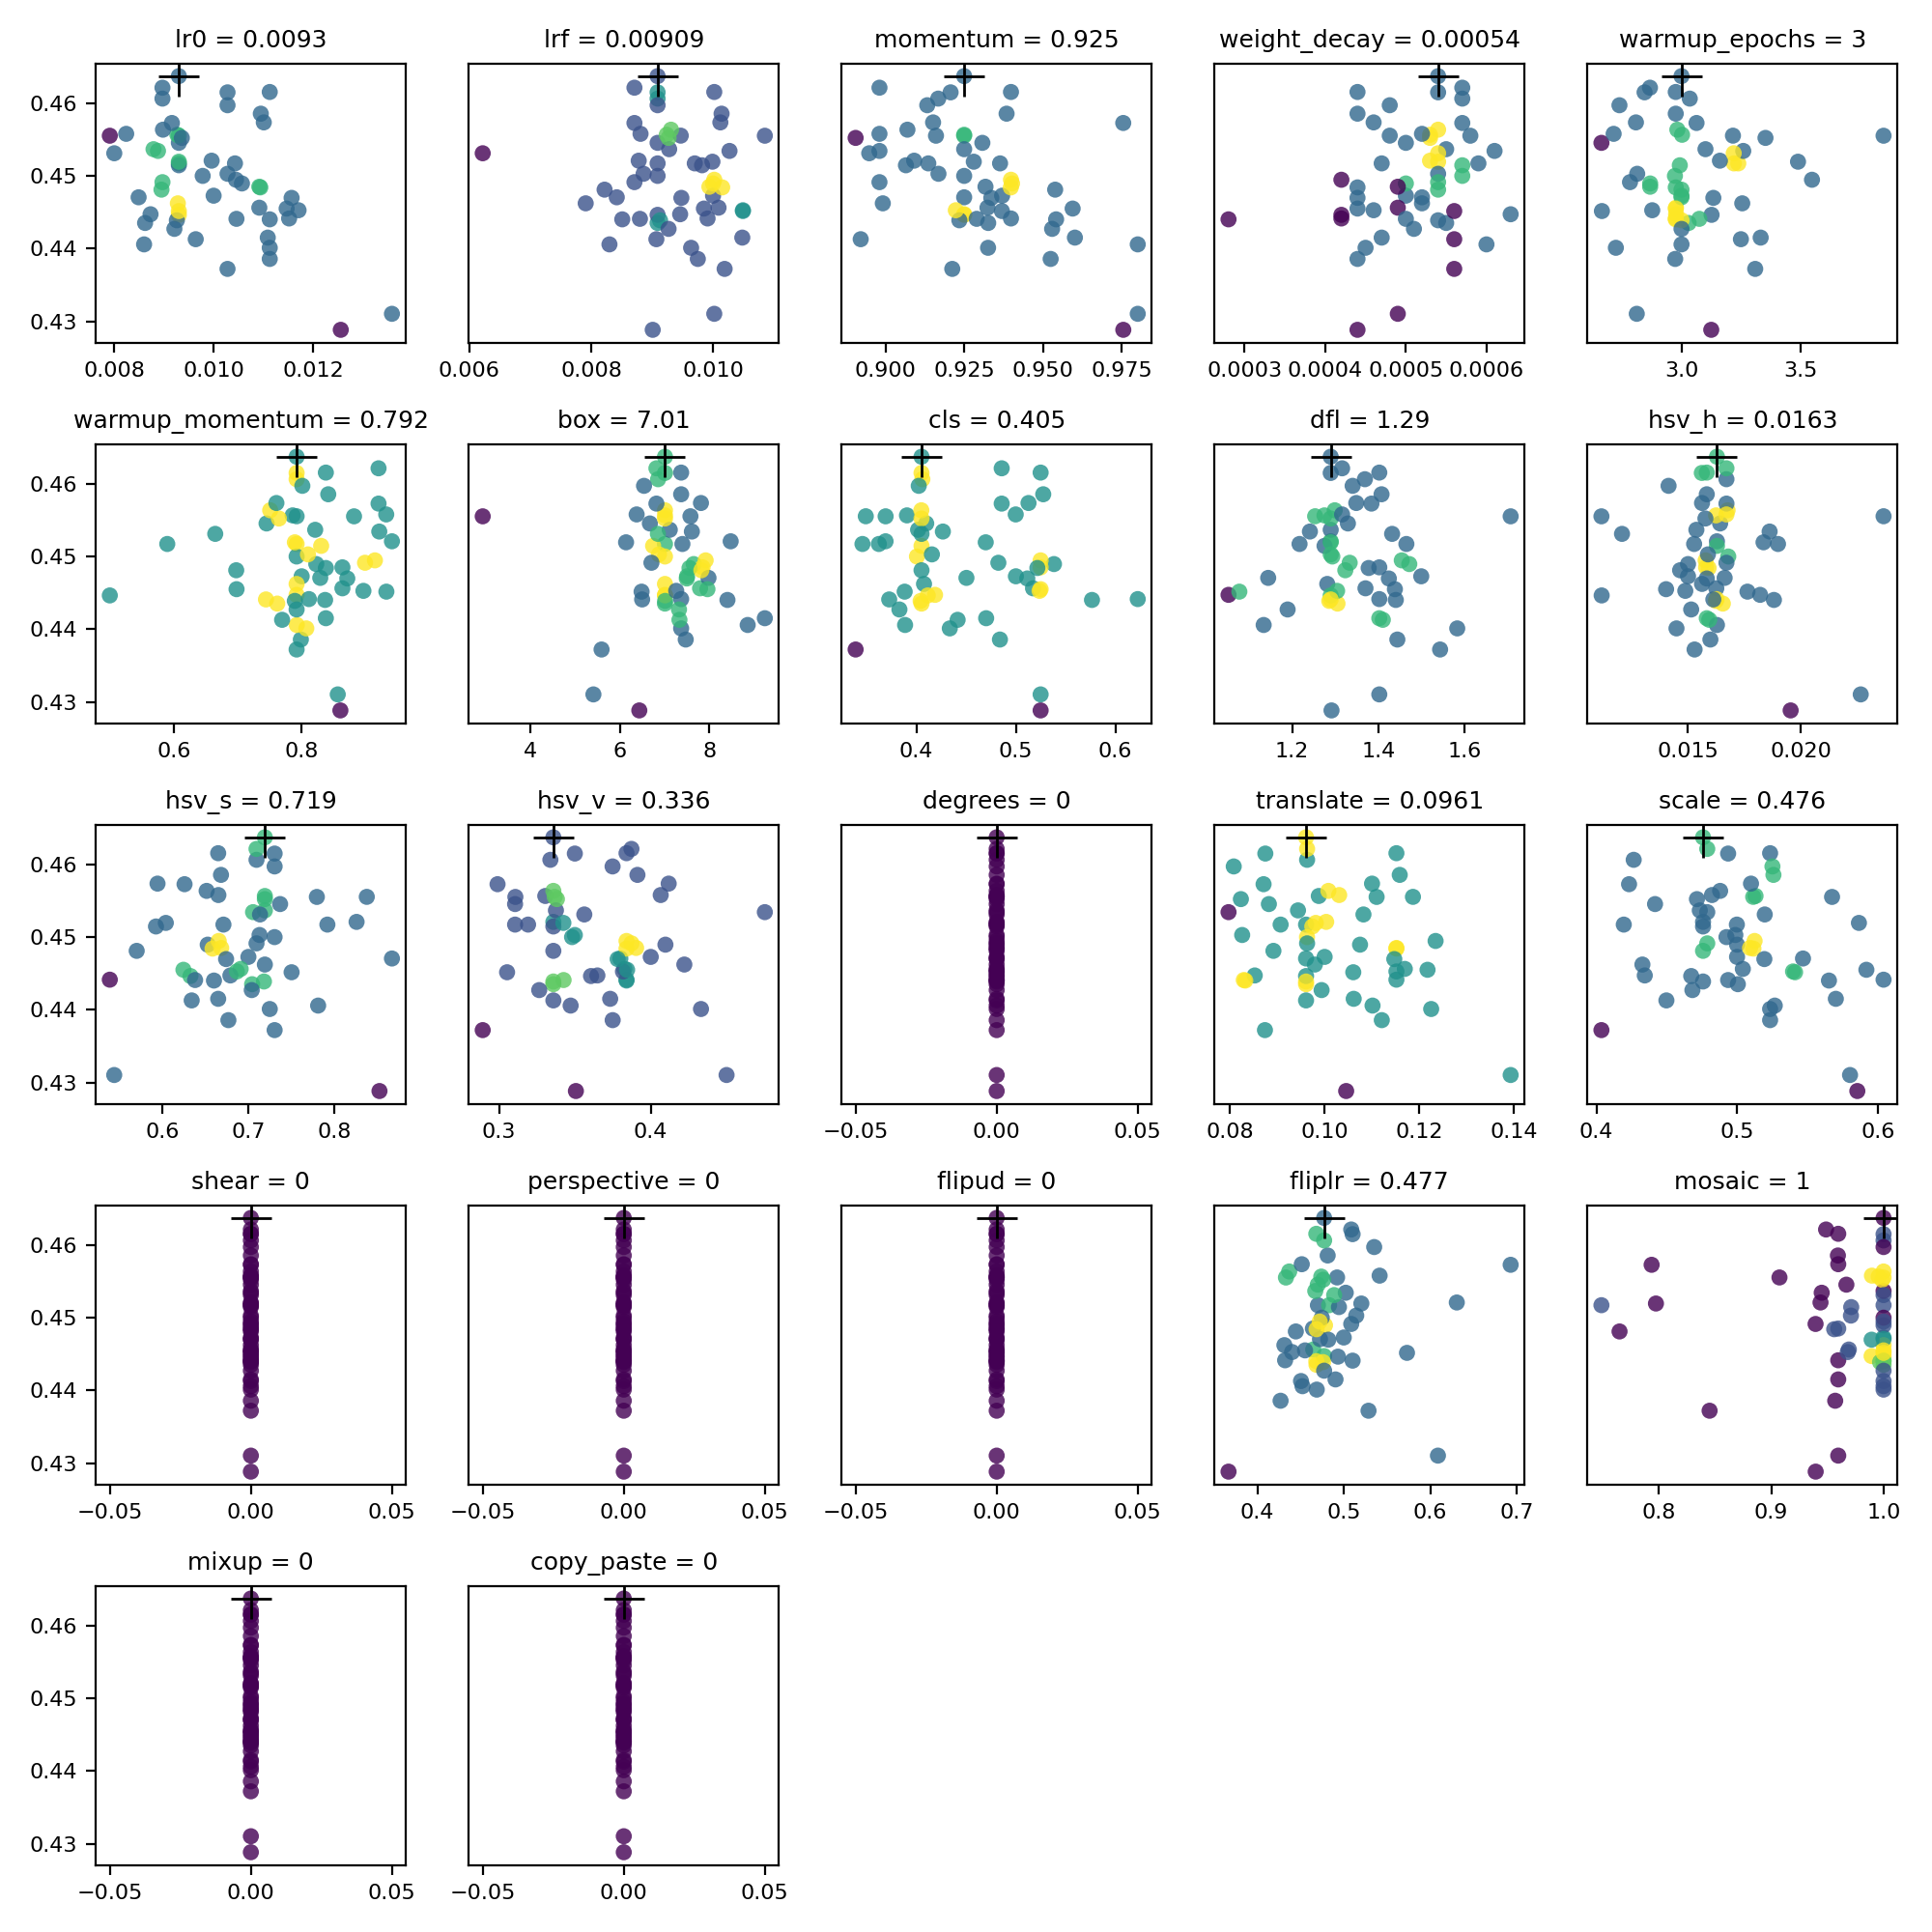 lr0 = 0.0093 lrf = 0.00909 momentum = 0.925 weight_decay = 0.00054 warmup_epochs = 3
0.46
0.45
0.44
0.43
0.008 0.010 0.012 0.006 0.008 0.010 0.900 0.925 0.950 0.975 0.0003 0.0004 0.0005 0.0006 3.0 3.5
warmup_momentum = 0.792 box = 7.01 cls = 0.405 dfl = 1.29 hsv_h = 0.0163
0.46
0.45
0.44
0.43
0.6 0.8 4 6 8 0.4 0.5 0.6 1.2 1.4 1.6 0.015 0.020
hsv_s = 0.719 hsv_v = 0.336 degrees = 0 translate = 0.0961 scale = 0.476
0.46
0.45
0.44
0.43
0.6 0.7 0.8 0.3 0.4 −0.05 0.00 0.05 0.08 0.10 0.12 0.14 0.4 0.5 0.6
shear = 0 perspective = 0 flipud = 0 fliplr = 0.477 mosaic = 1
0.46
0.45
0.44
0.43
−0.05 0.00 0.05 −0.05 0.00 0.05 −0.05 0.00 0.05 0.4 0.5 0.6 0.7 0.8 0.9 1.0
mixup = 0 copy_paste = 0
0.46
0.45
0.44
0.43
−0.05 0.00 0.05 −0.05 0.00 0.05